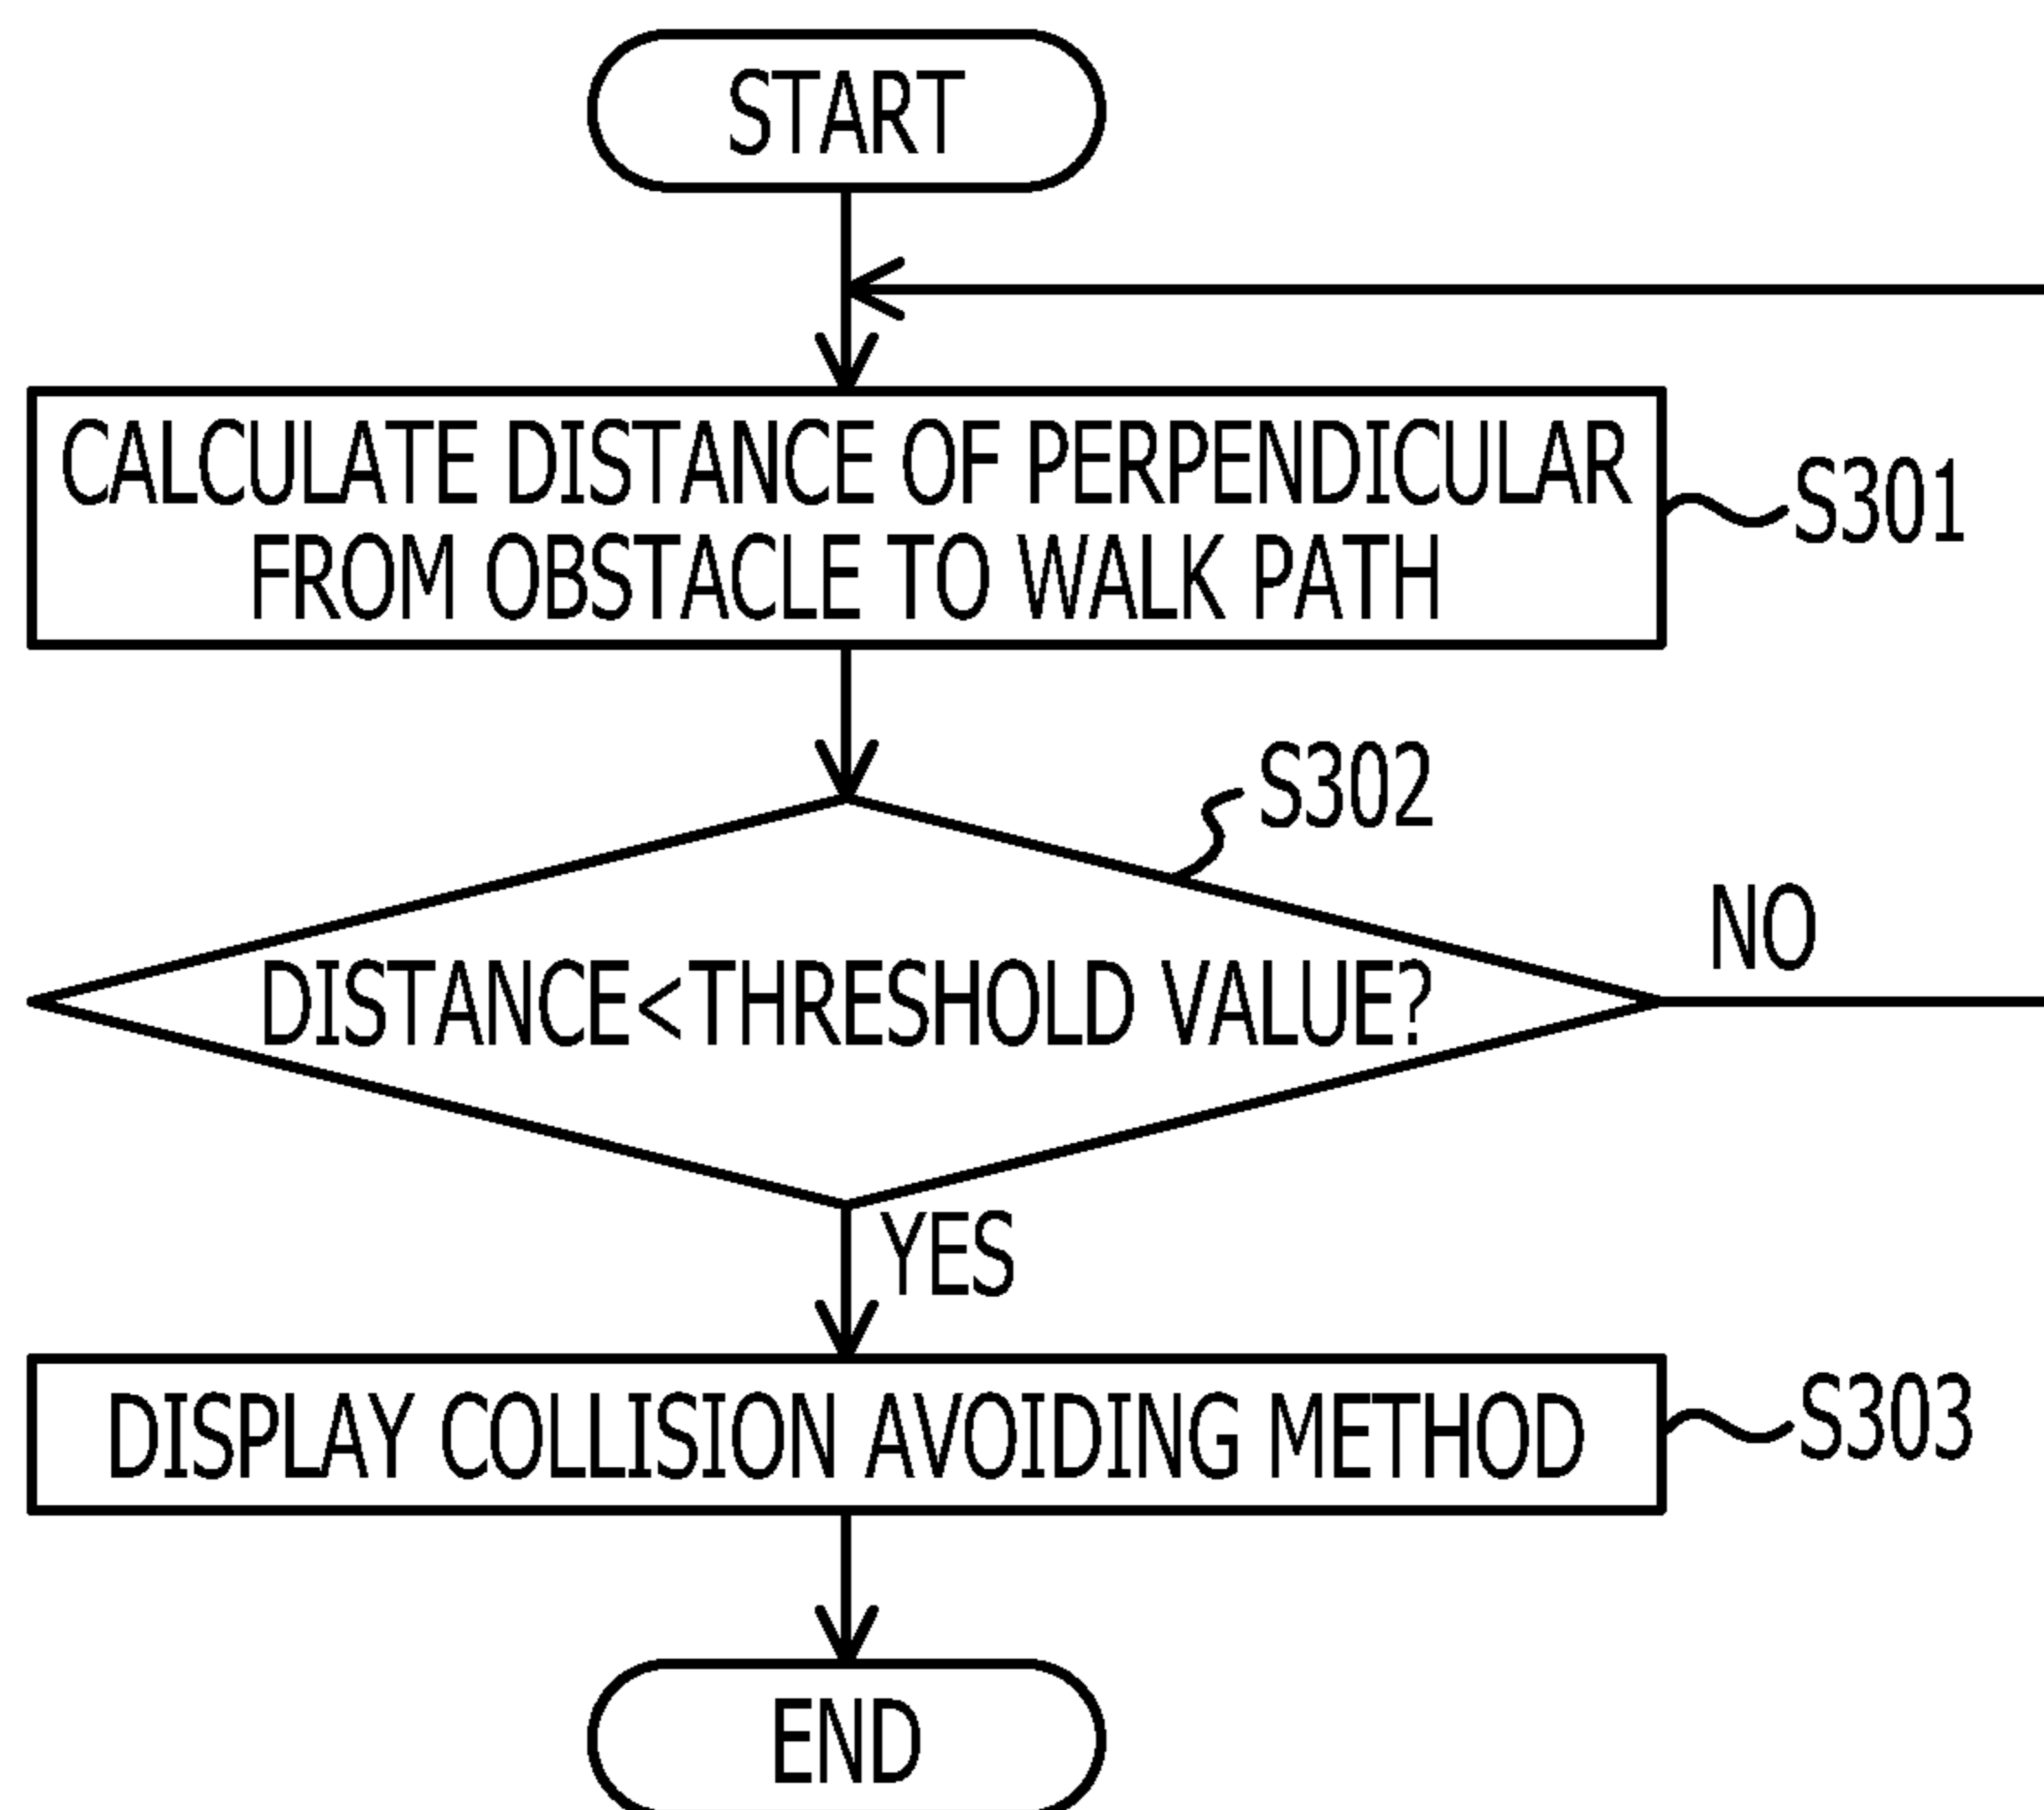 START
CALCULATE DISTANCE OF PERPENDICULAR
FROM OBSTACLE TO WALK PATH
S301
S302
DISTANCE<THRESHOLD VALUE?
NO
YES
DISPLAY COLLISION AVOIDING METHOD
S303
END